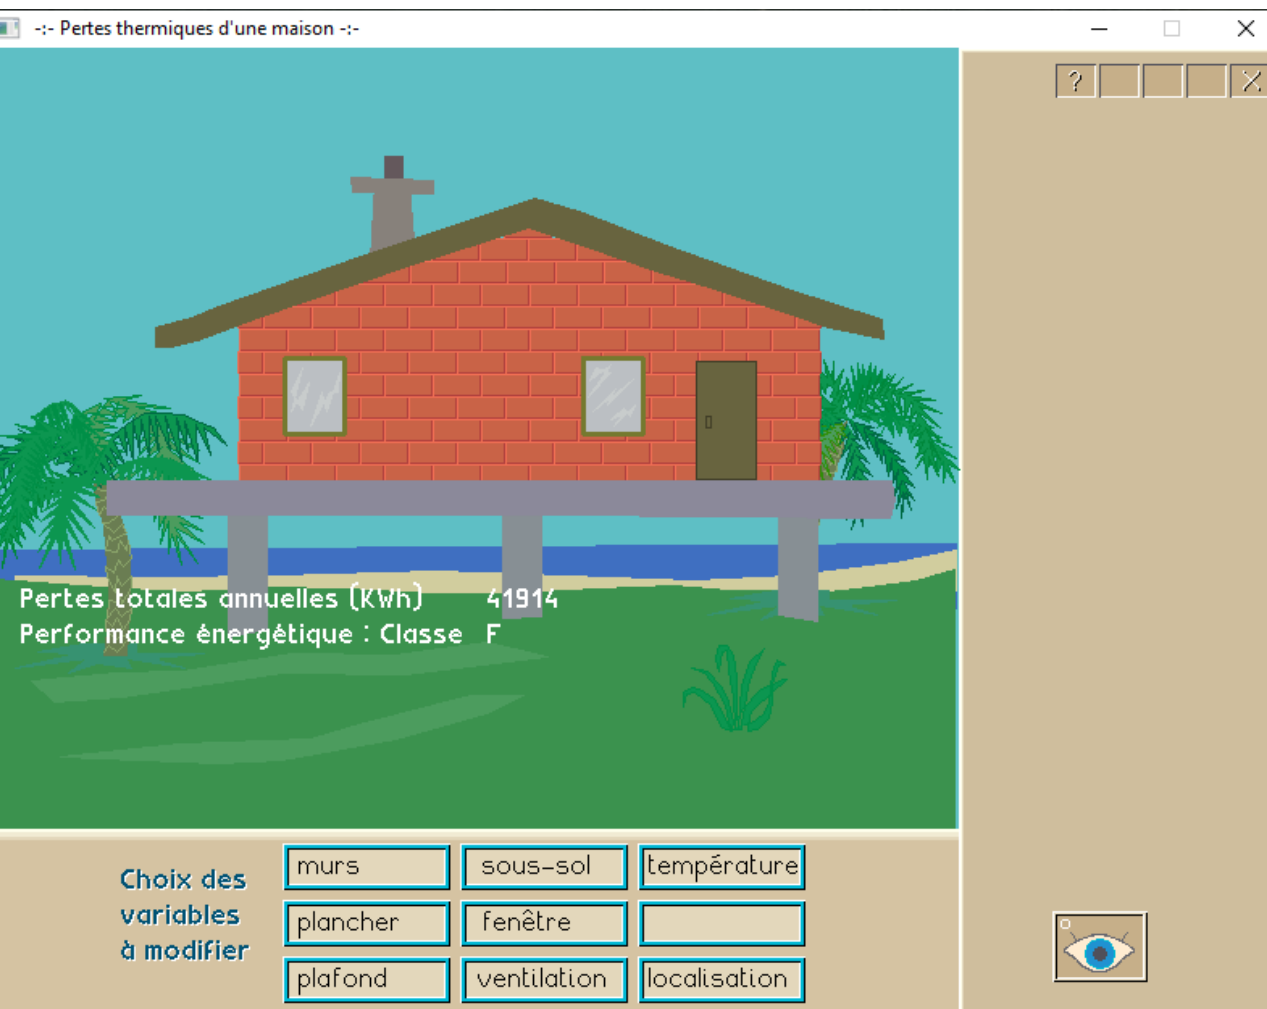 -:- Pertes thermiques d'une maison -:-
?
Pertes totales annuelles (KWh) 41914
Performance énergétique : Classe F
Choix des
variables
à modifier
murs sous-sol température
plancher fenêtre
plafond ventilation localisation